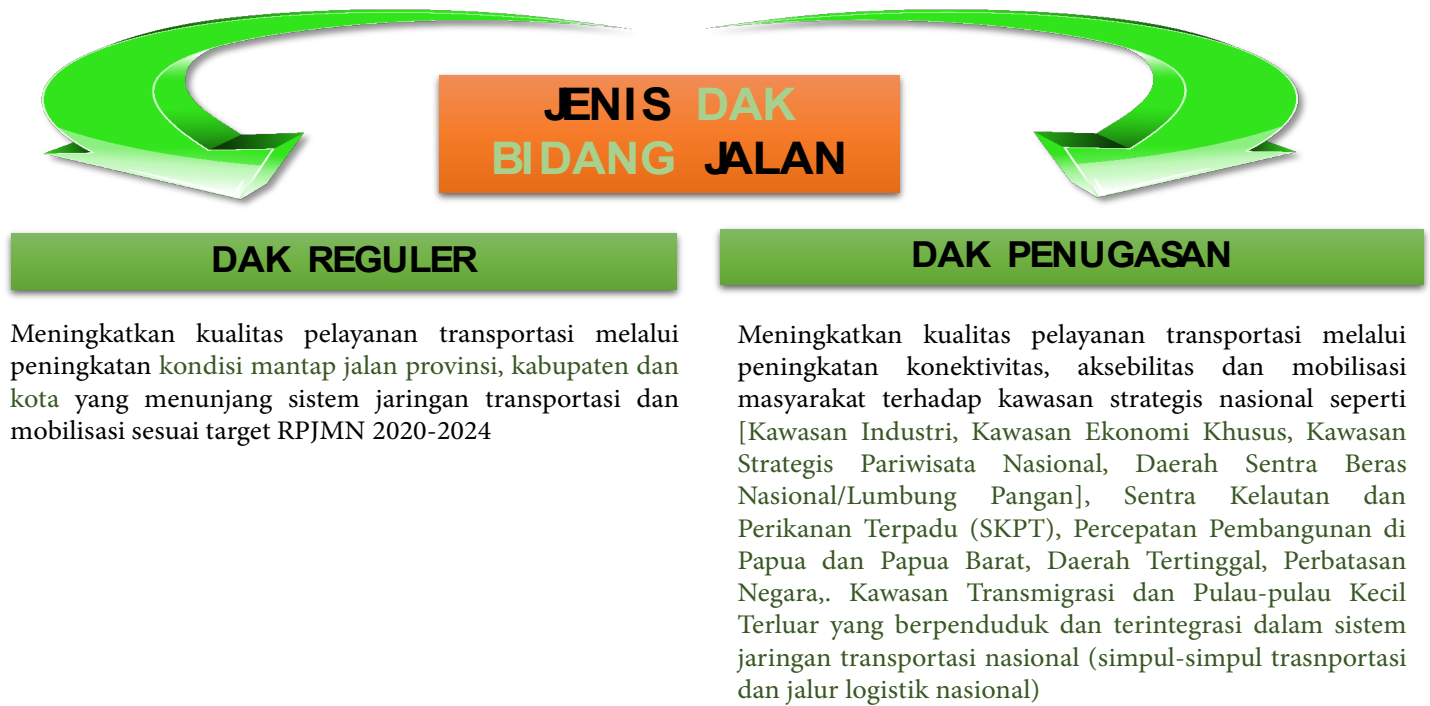 JENIS DAK
BIDANG JALAN
DAK REGULER
Meningkatkan kualitas pelayanan transportasi melalui
peningkatan kondisi mantap jalan provinsi, kabupaten dan
kota yang menunjang sistem jaringan transportasi dan
mobilisasi sesuai target RPJMN 2020-2024
DAK PENUGASAN
Meningkatkan kualitas pelayanan transportasi melalui
peningkatan konektivitas, aksebilitas dan mobilisasi
masyarakat terhadap kawasan strategis nasional seperti
[Kawasan Industri, Kawasan Ekonomi Khusus, Kawasan
Strategis Pariwisata Nasional, Daerah Sentra Beras
Nasional/Lumbung Pangan], Sentra Kelautan dan
Perikanan Terpadu (SKPT), Percepatan Pembangunan di
Papua dan Papua Barat, Daerah Tertinggal, Perbatasan
Negara,. Kawasan Transmigrasi dan Pulau-pulau Kecil
Terluar yang berpenduduk dan terintegrasi dalam sistem
jaringan transportasi nasional (simpul-simpul trasnportasi
dan jalur logistik nasional)